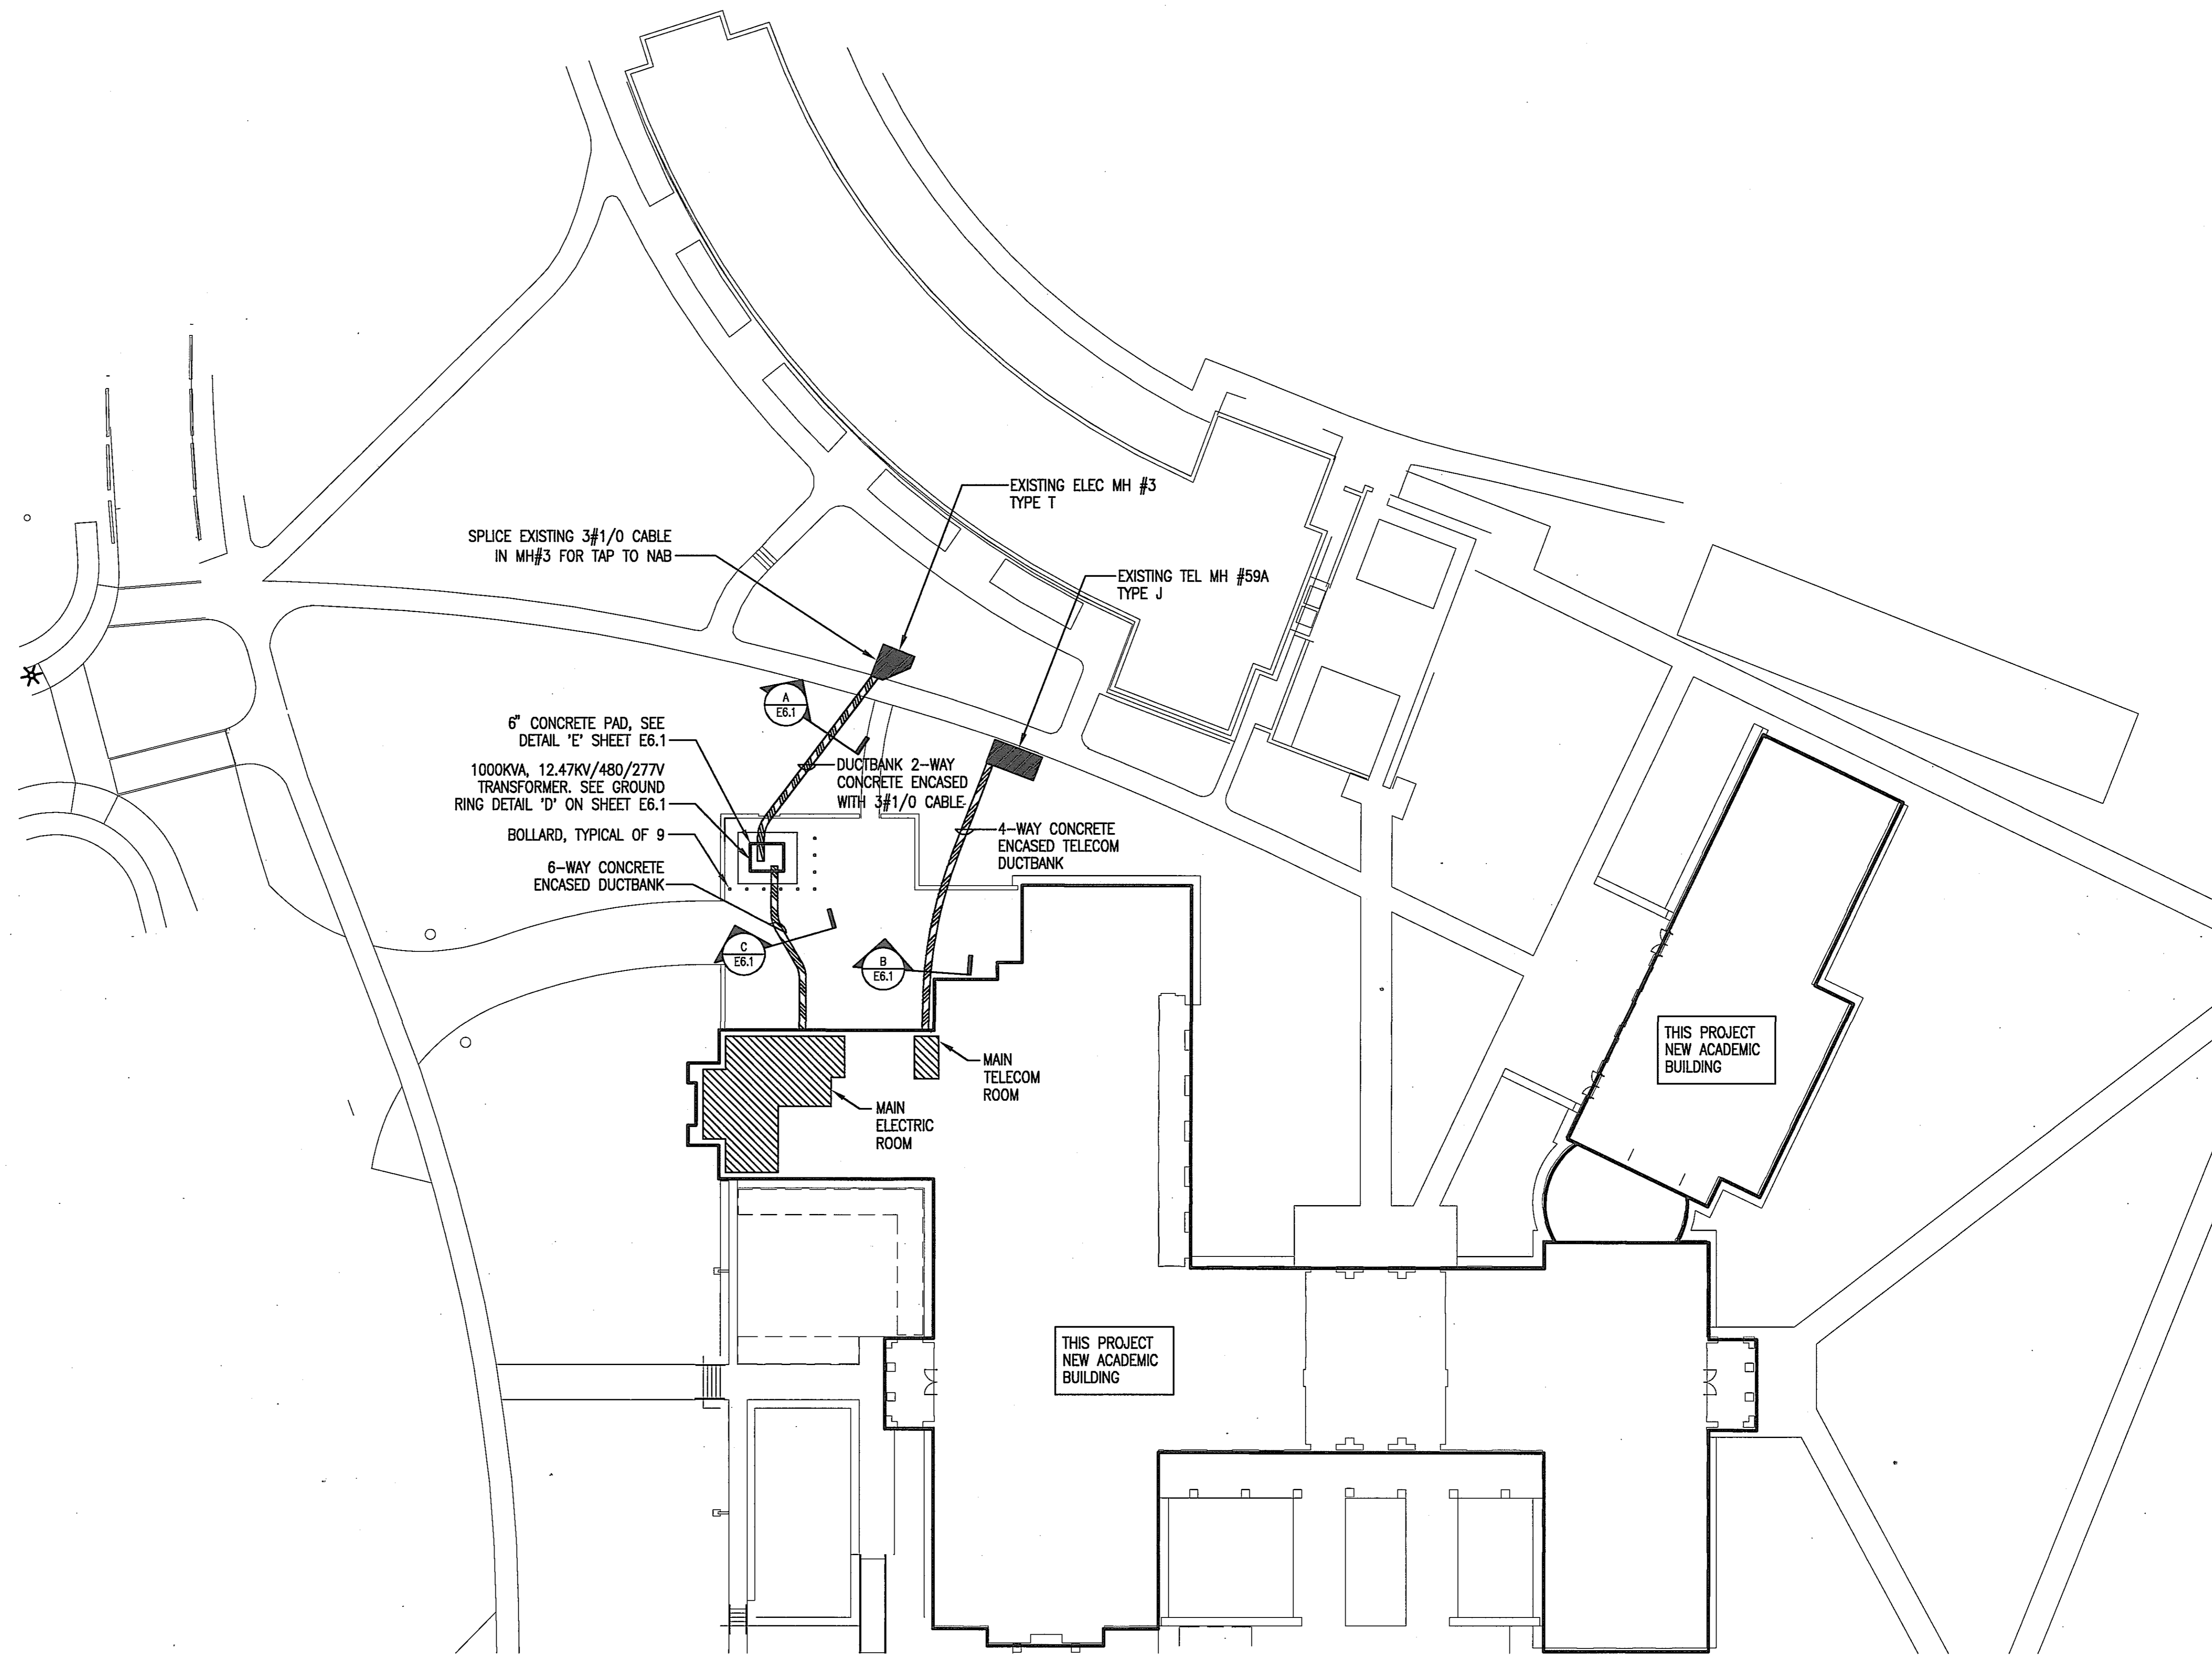 EXISTING ELEC MH #3
TYPE T
SPLICE EXISTING 3#1/0 CABLE
IN MH#3 FOR TAP TO NAB
EXISTING TEL MH #59A
TYPE J
A
E6.1
6" CONCRETE PAD, SEE
DETAIL 'E' SHEET E6.1
1000KVA, 12.47KV/480/277V
TRANSFORMER. SEE GROUND
RING DETAIL 'D' ON SHEET E6.1
BOLLARD, TYPICAL OF 9
6-WAY CONCRETE
ENCASED DUCTBANK
DUCTBANK 2-WAY
CONCRETE ENCASED
WITH 3#1/0 CABLE
4-WAY CONCRETE
ENCASED TELECOM
DUCTBANK
C
E6.1
B
E6.1
MAIN
TELECOM
ROOM
MAIN
ELECTRIC
ROOM
THIS PROJECT
NEW ACADEMIC
BUILDING
THIS PROJECT
NEW ACADEMIC
BUILDING